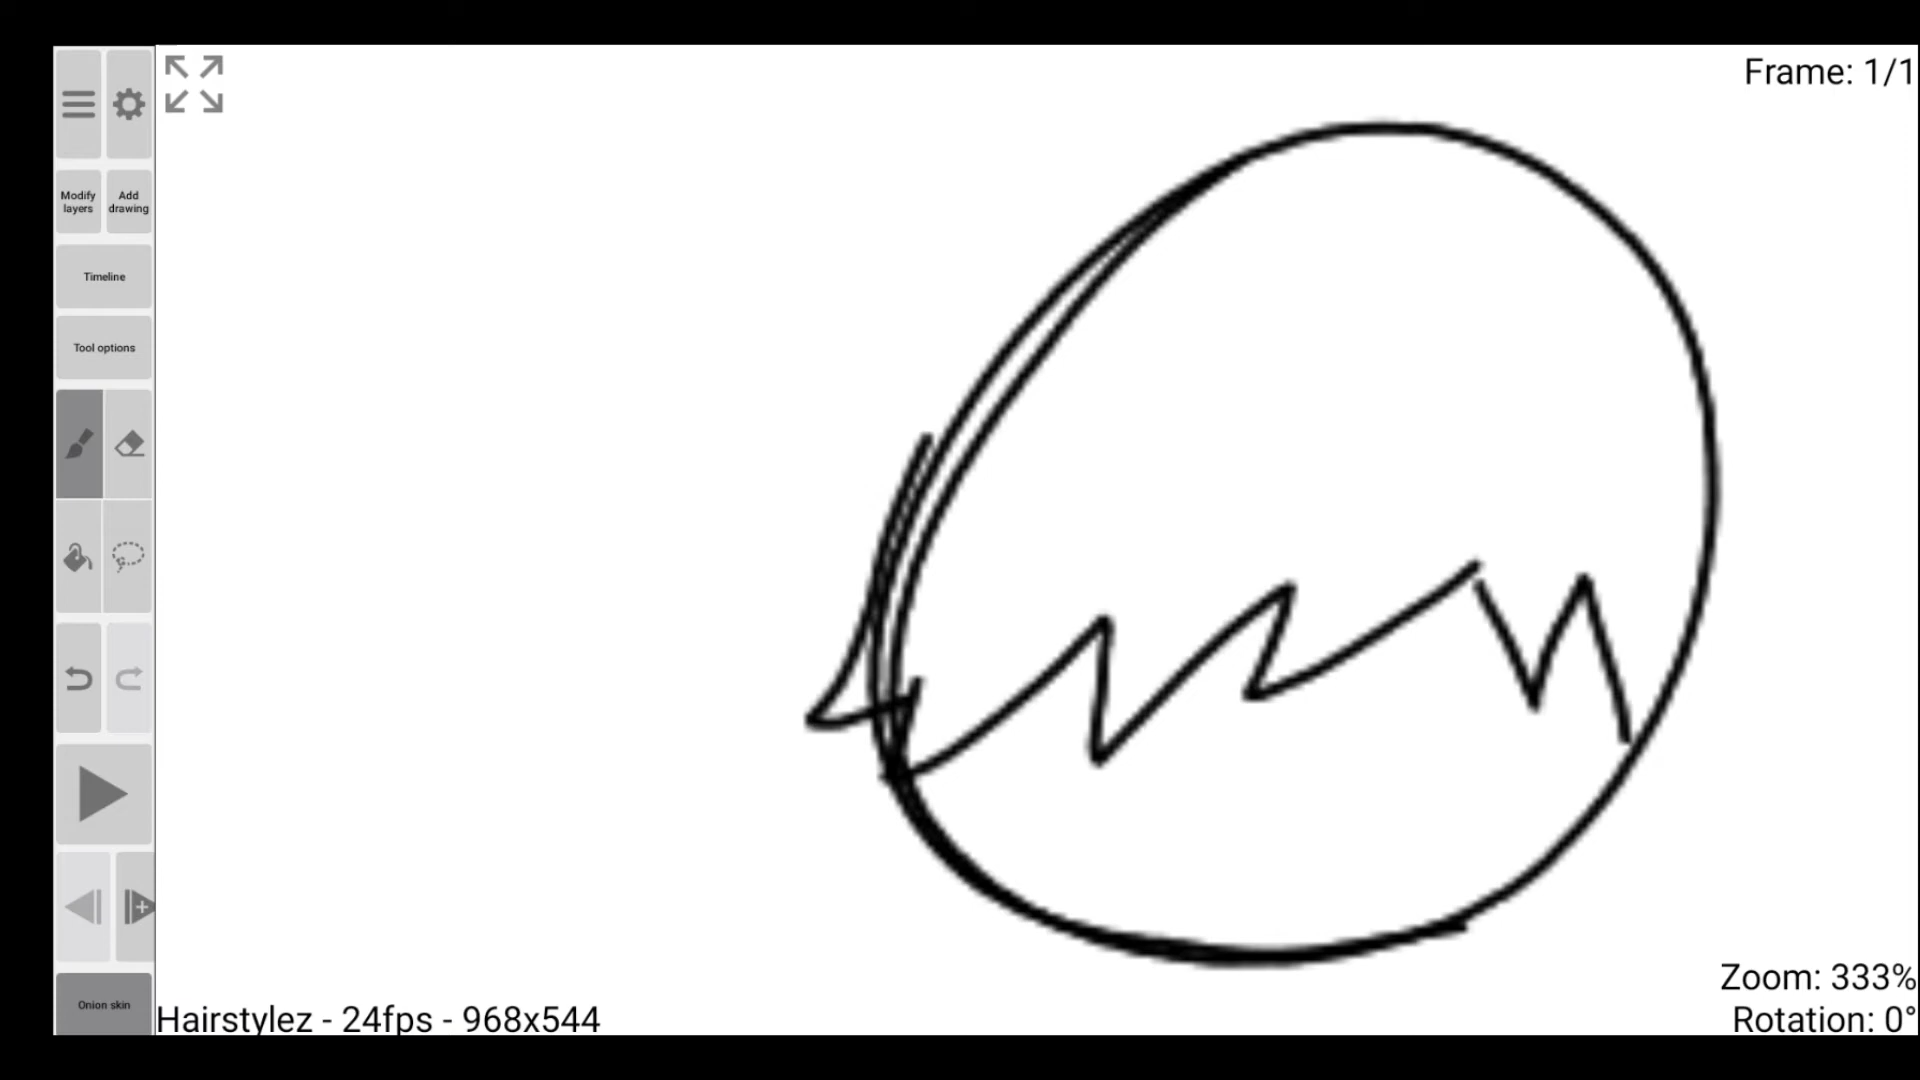 Frame: 1/1
Modify
layers
Add
drawing
Timeline
Tool options
Onion skin
Hairstylez - 24fps - 968x544
Zoom: 333%
Rotation: 0°